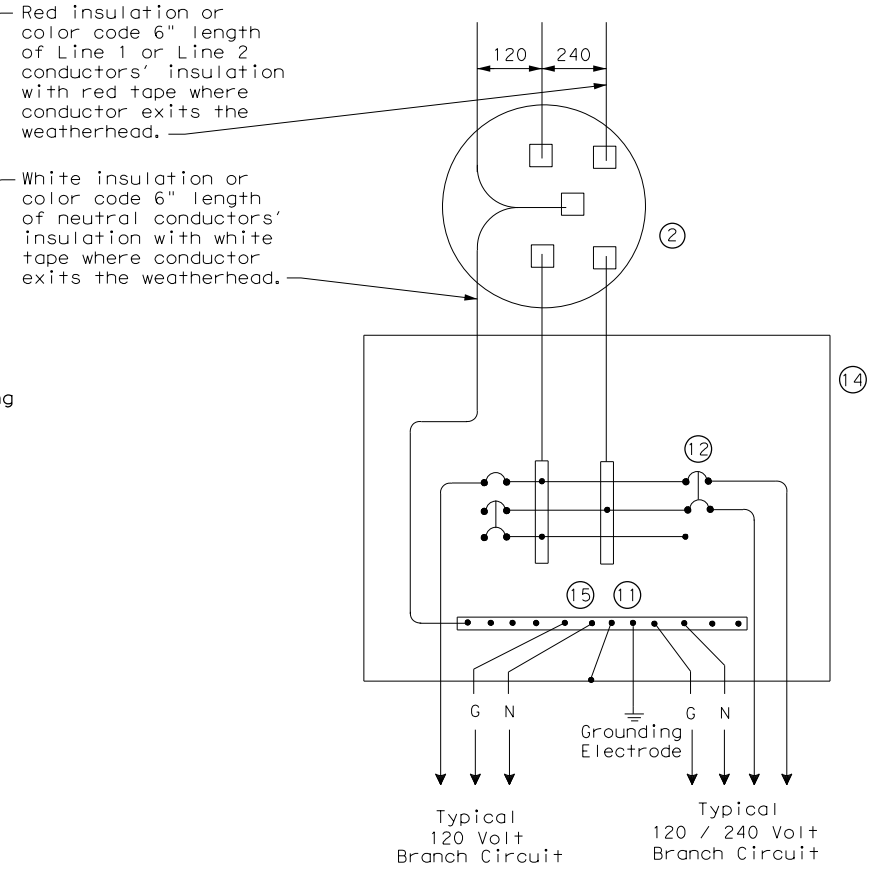 Red insulation or
color code 6" length
of Line 1 or Line 2
conductors' insulation
with red tape where
conductor exits the
weatherhead.
120 240
White insulation or
color code 6" length
of neutral conductors'
insulation with white
tape where conductor
exits the weatherhead.
2
14
12
15 11
G N
G N
Grounding
Electrode
Typical
120 Volt
Branch Circuit
Typical
120 / 240 Volt
Branch Circuit